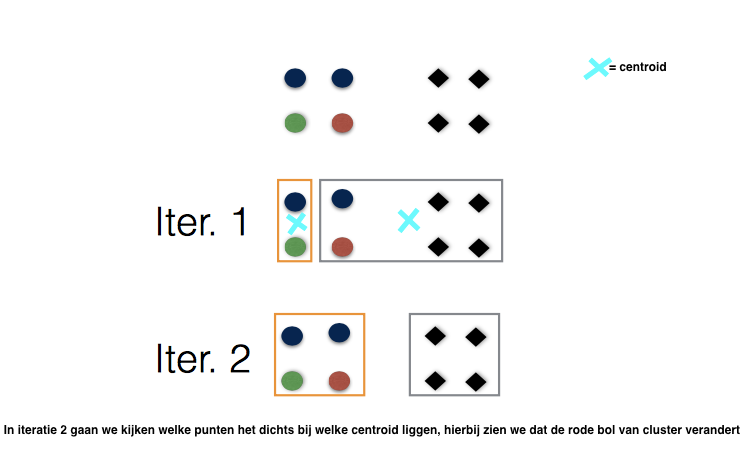 = centroid
Iter. 1
Iter. 2
In iteratie 2 gaan we kijken welke punten het dichts bij welke centroid liggen, hierbij zien we dat de rode bol van cluster verandert